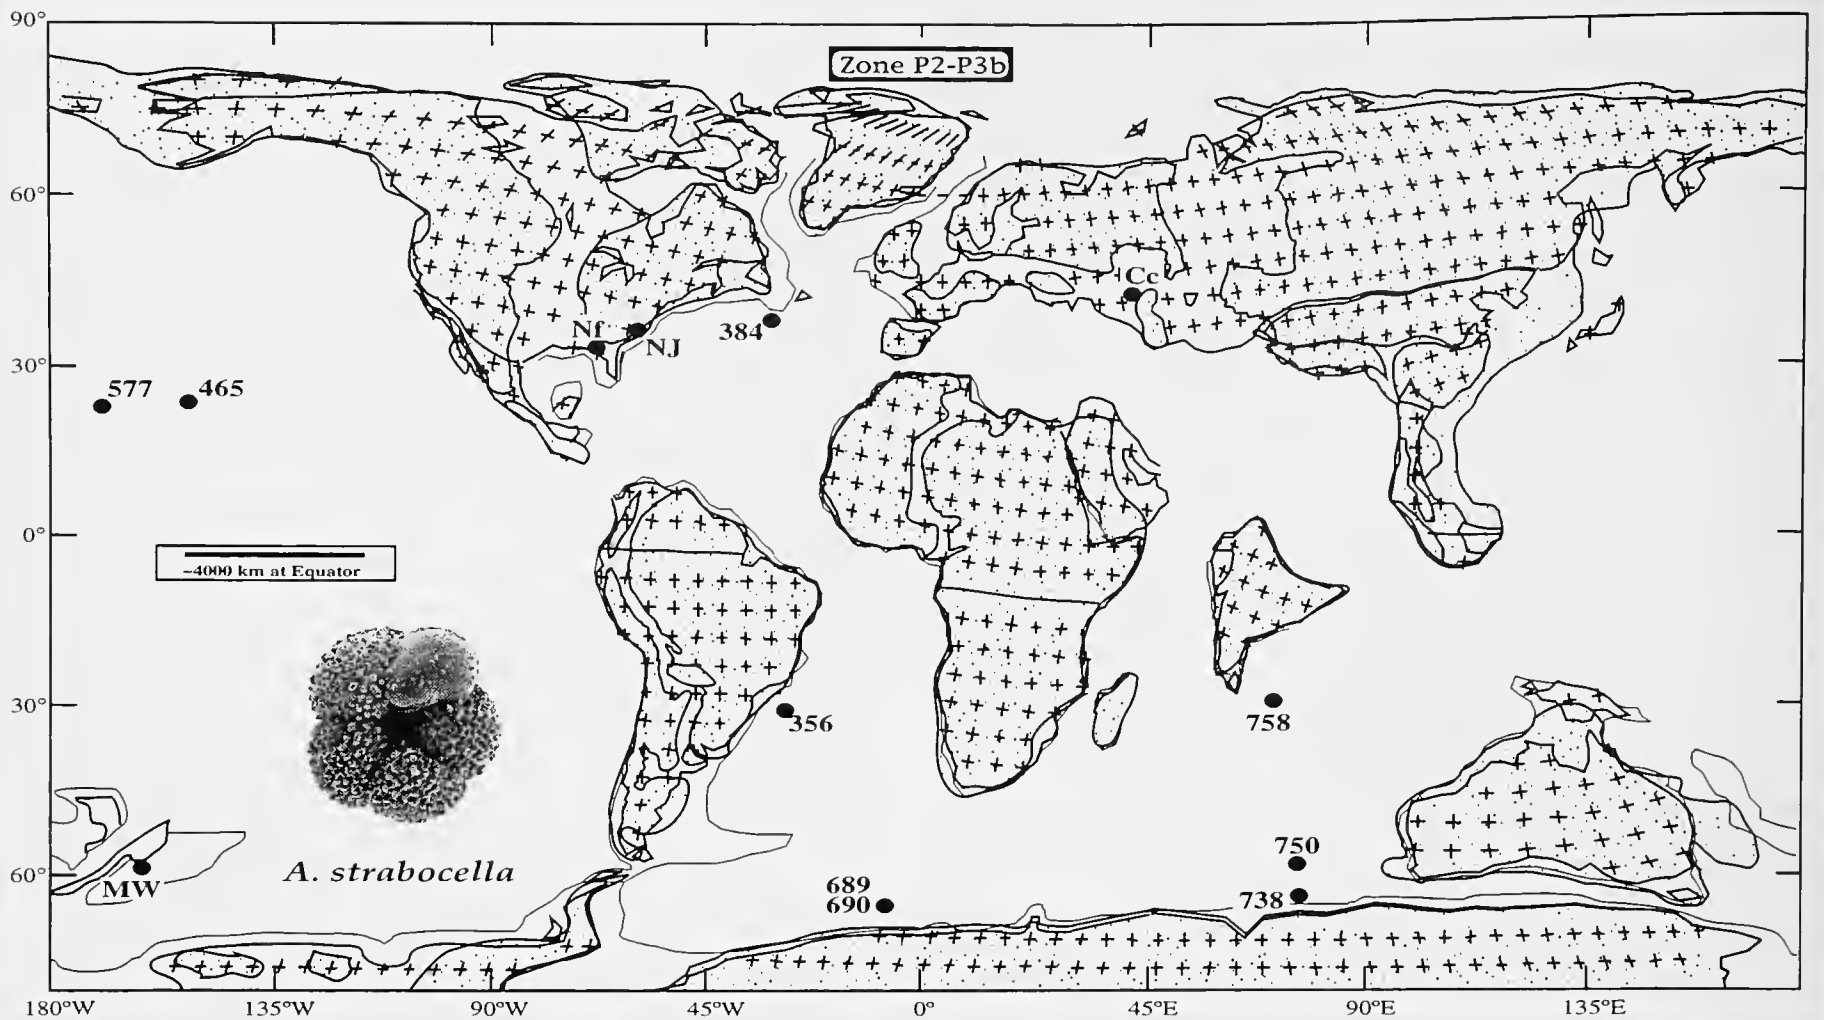 90°
Zone P2-P3b
60°
Cc
Nf
NJ
384
30°
577
465
0°
~4000 km at Equator
30°
356
758
750
A. strabocella
60°
MW
689
690
738
180°W
135°W
90°W
45°W
0°
45°E
90°E
135°E